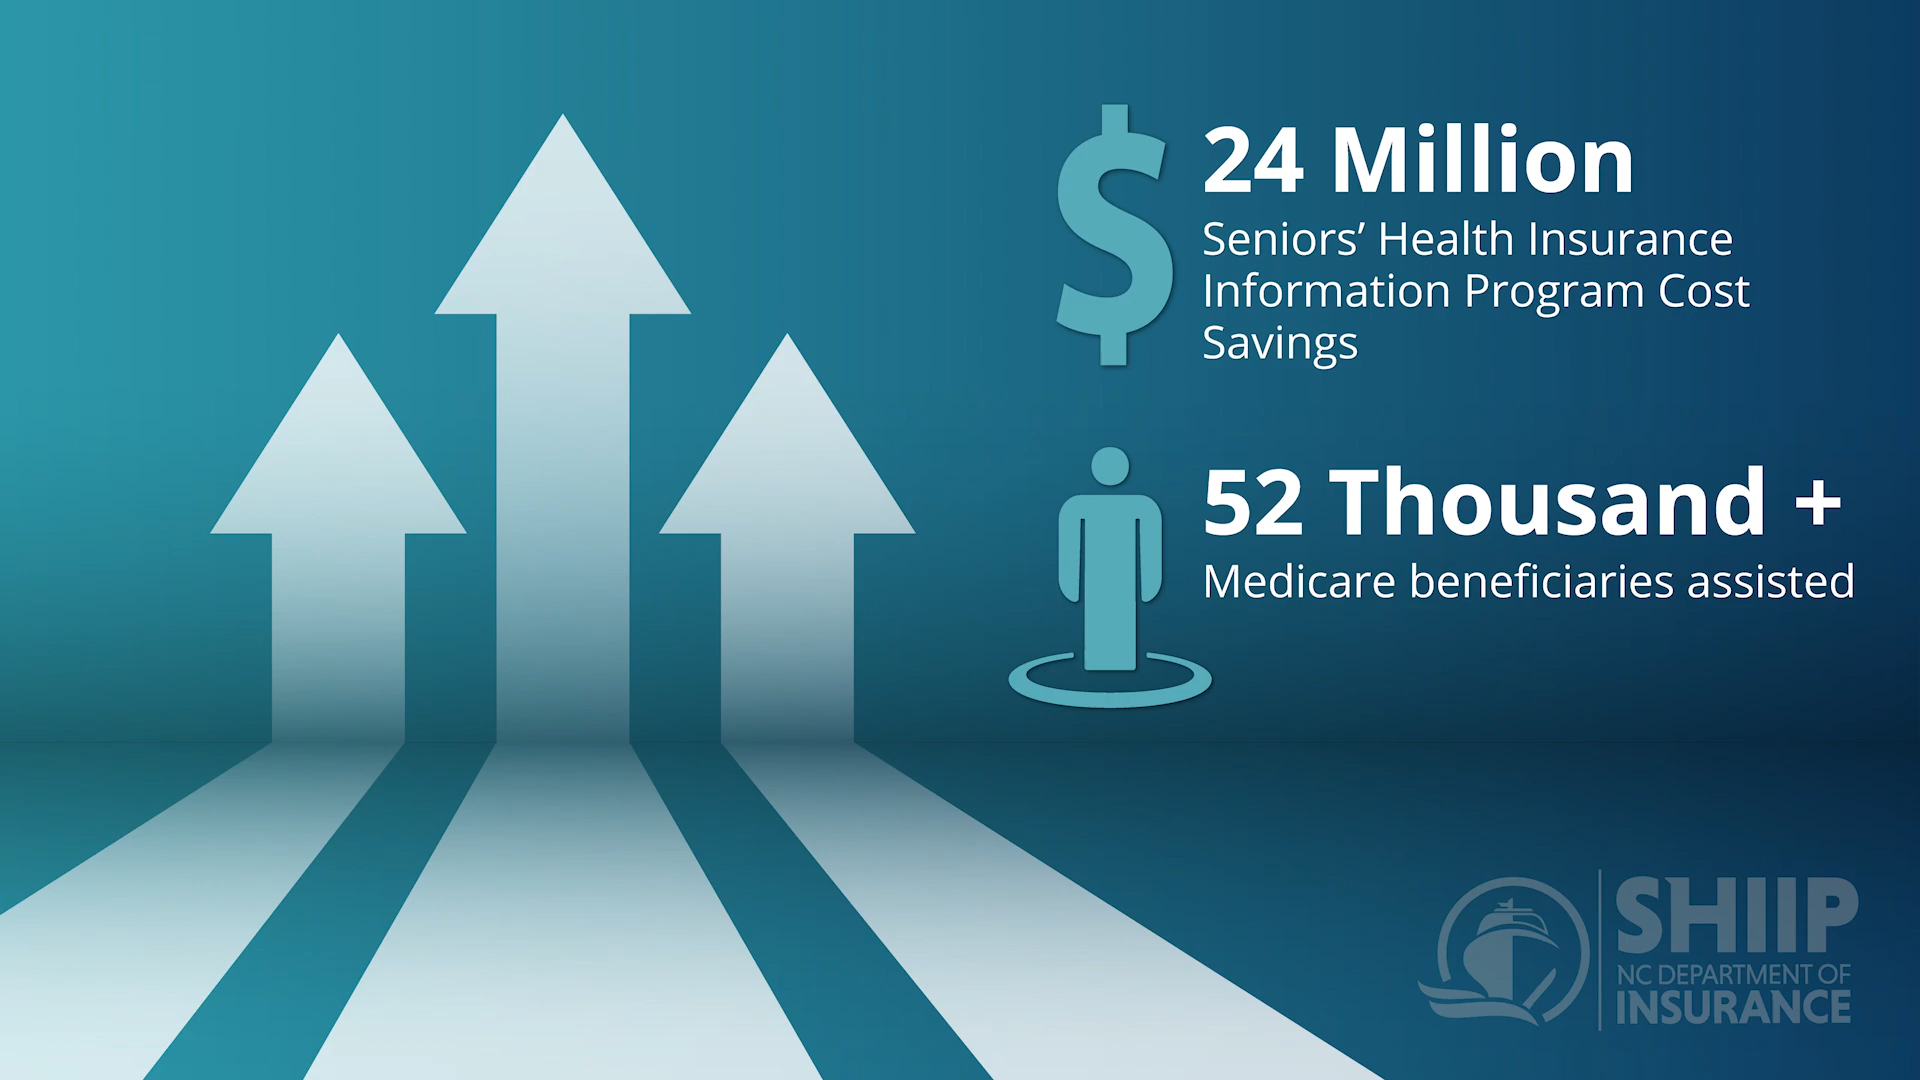 $ 24 Million
Seniors’ Health Insurance
Information Program Cost
Savings
52 Thousand +
Medicare beneficiaries assisted
SHIIP
NC DEPARTMENT OF
INSURANCE